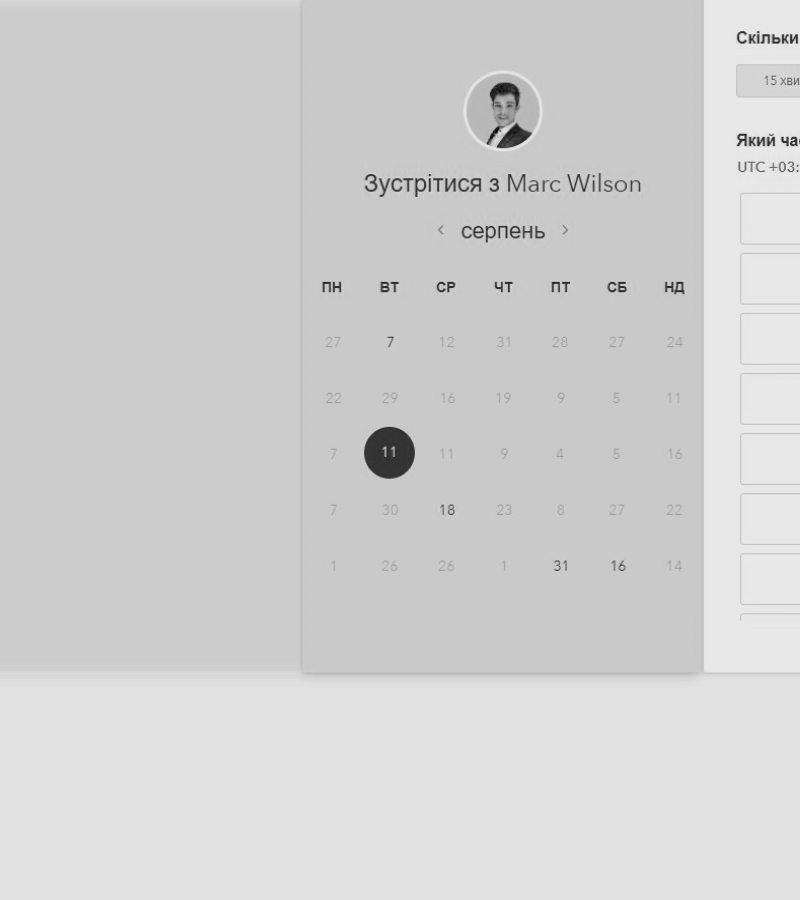 Зустрітися з Marc Wilson
серпень
ПН ВТ СР ЧТ ПТ СБ НД
27 7 12 31 28 27 24
22 29 16 19 9 5 11
7 11 11 9 4 5 16
7 30 18 23 8 27 22
1 26 26 1 31 16 14
Скільки
15 хви
Який ча
UTC +03: